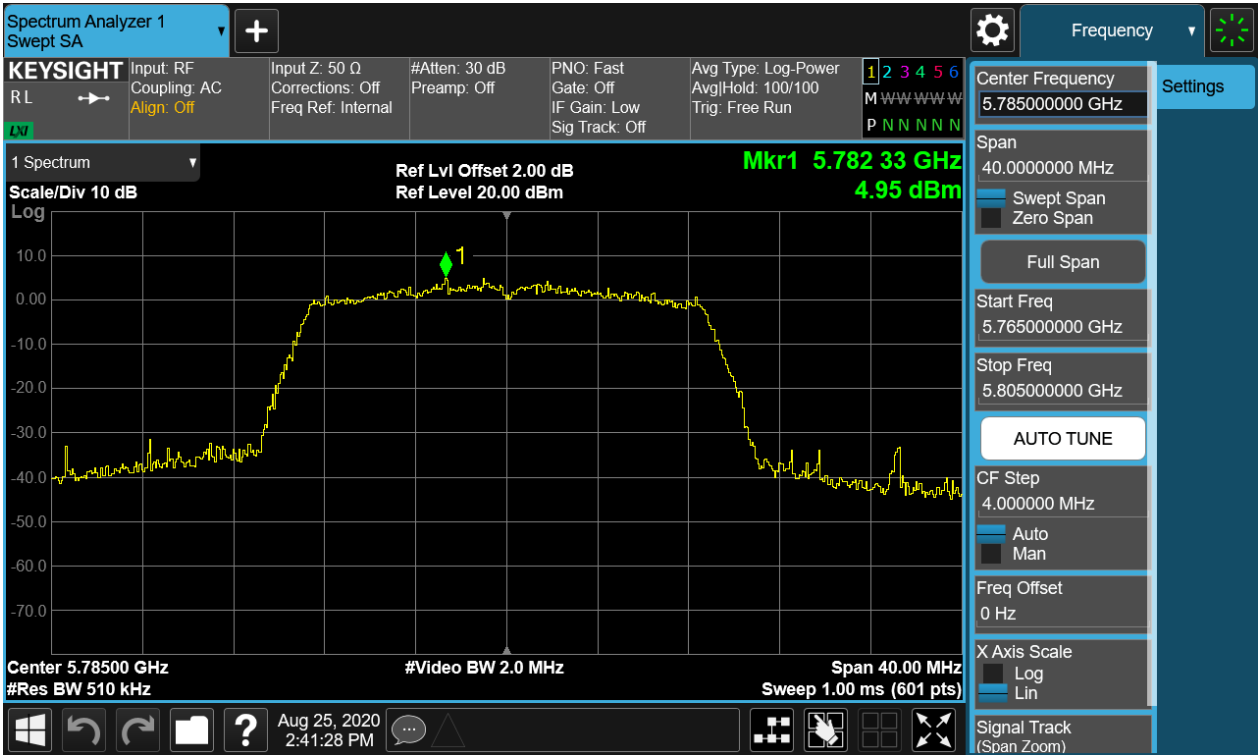 Spectrum Analyzer 1
Swept SA
Frequency
KEYSIGHT
R L
LXI
Input: RF
Coupling: AC
Align: Off
Input Z: 50 Ω
Corrections: Off
Freq Ref: Internal
#Atten: 30 dB
Preamp: Off
PNO: Fast
Gate: Off
IF Gain: Low
Sig Track: Off
Avg Type: Log-Power
Avg|Hold: 100/100
Trig: Free Run
1 2 3 4 5 6
M W W W W W
P N N N N N
1 Spectrum
Scale/Div 10 dB
Log
Ref Lvl Offset 2.00 dB
Ref Level 20.00 dBm
Mkr1 5.782 33 GHz
4.95 dBm
1
10.0
0.00
-10.0
-20.0
-30.0
-40.0
-50.0
-60.0
-70.0
Center 5.78500 GHz
#Video BW 2.0 MHz
Span 40.00 MHz
#Res BW 510 kHz
Sweep 1.00 ms (601 pts)
Center Frequency
5.785000000 GHz
Settings
Span
40.0000000 MHz
Swept Span
Zero Span
Full Span
Start Freq
5.765000000 GHz
Stop Freq
5.805000000 GHz
AUTO TUNE
CF Step
4.000000 MHz
Auto
Man
Freq Offset
0 Hz
X Axis Scale
Log
Lin
Signal Track
(Span Zoom)
?
Aug 25, 2020
2:41:28 PM